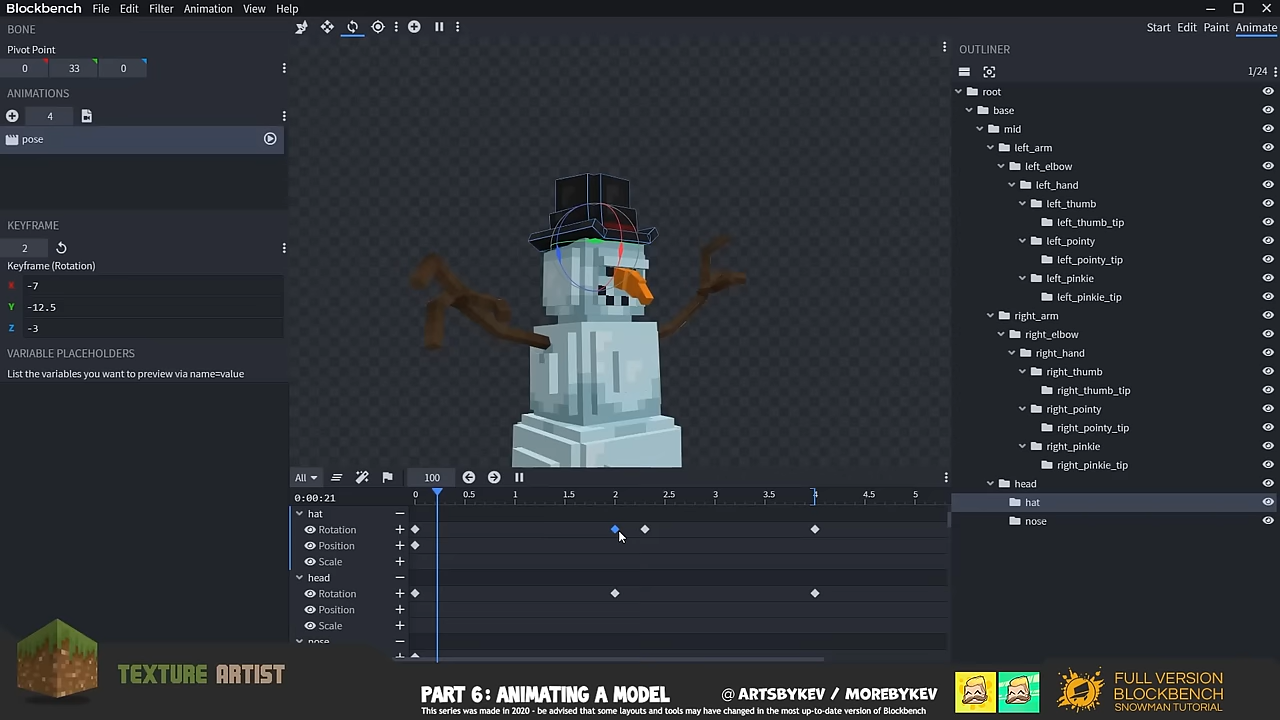 Blockbench File Edit Filter Animation View Help
BONE
Pivot Point
0 33 0
ANIMATIONS
4
pose
KEYFRAME
2
Keyframe (Rotation)
X -7
Y -12.5
Z -3
VARIABLE PLACEHOLDERS
List the variables you want to preview via name=value
Start Edit Paint Animate
OUTLINER
1/24
root
base
mid
left_arm
left_elbow
left_hand
left_thumb
left_thumb_tip
left_pointy
left_pointy_tip
left_pinkie
left_pinkie_tip
right_arm
right_elbow
right_hand
right_thumb
right_thumb_tip
right_pointy
right_pointy_tip
right_pinkie
right_pinkie_tip
head
hat
nose
All 100
0:00:21 0 0.5 1 1.5 2 2.5 3 3.5 4 4.5 5
hat
Rotation
Position
Scale
head
Rotation
Position
Scale
nose
TEXTURE ARTIST
PART 6: ANIMATING A MODEL @ARTSBYKEV / MOREBYKEV
This series was made in 2020 - be advised that some layouts and tools may have changed in the most up-to-date version of Blockbench
FULL VERSION
BLOCKBENCH
SNOWMAN TUTORIAL